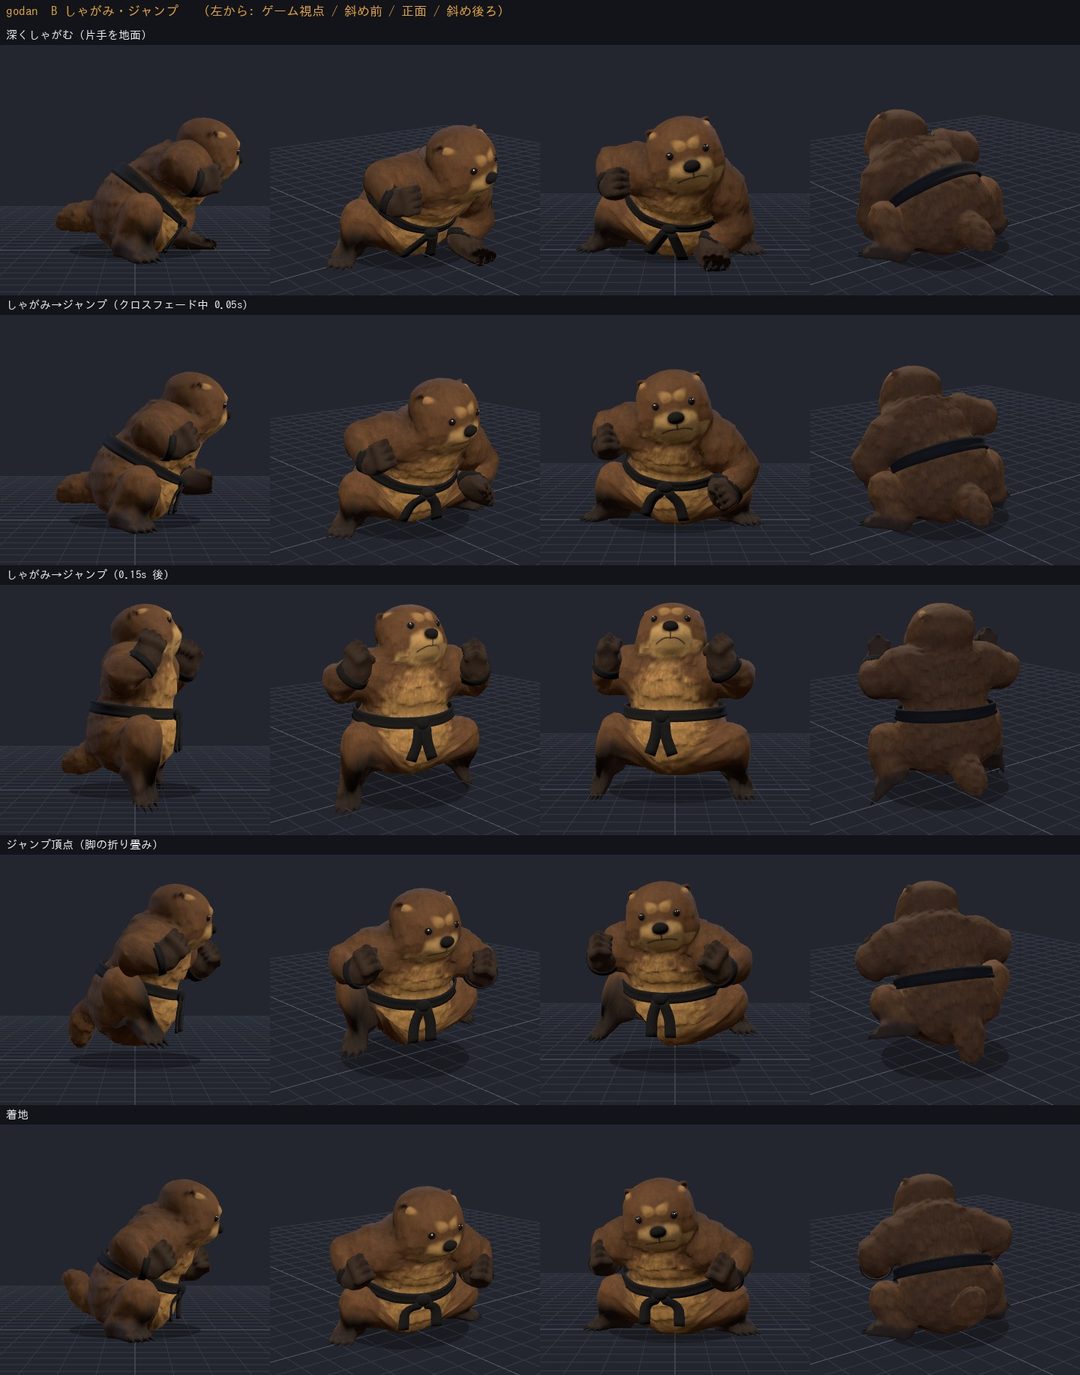 godan B しゃがみ・ジャンプ (左から: ゲーム視点 / 斜め前 / 正面 / 斜め後ろ)
深くしゃがむ (片手を地面)
しゃがみ→ジャンプ (クロスフェード中 0.05s)
しゃがみ→ジャンプ (0.15s 後)
ジャンプ頂点 (脚の折り畳み)
着地